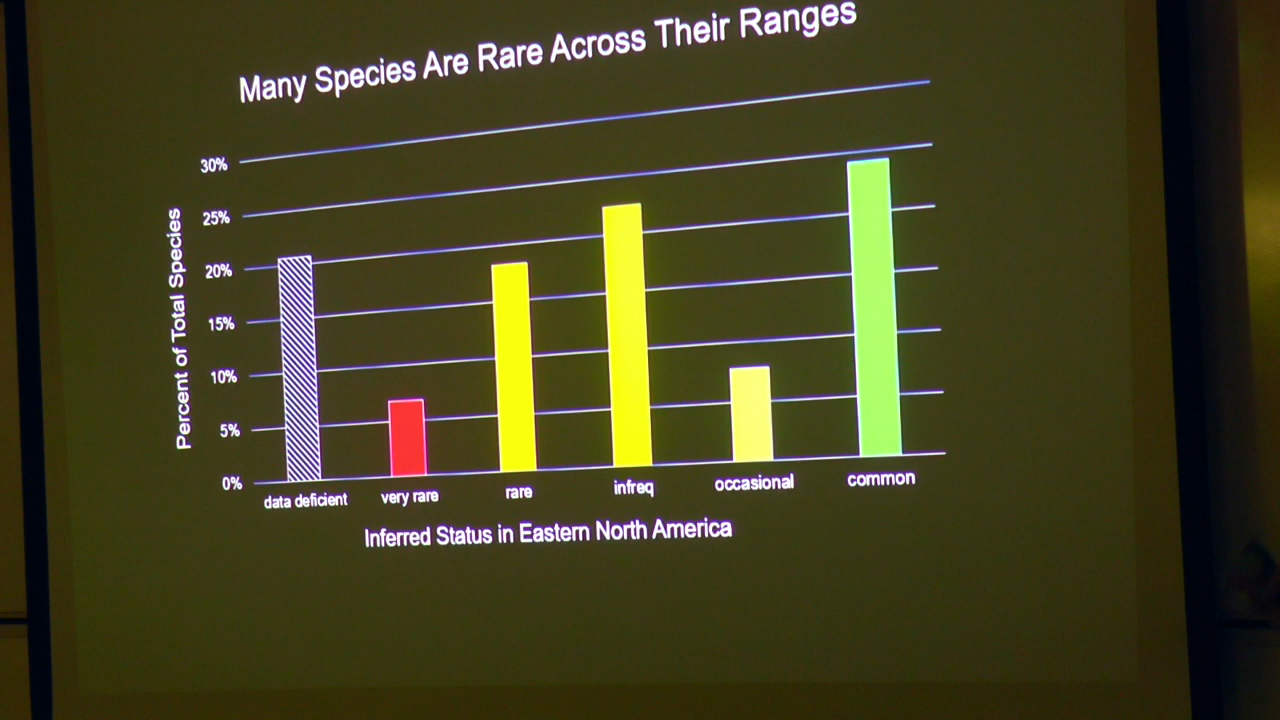 Many Species Are Rare Across Their Ranges
30%
25%
20%
15%
10%
5%
0%
Percent of Total Species
data deficient very rare rare infreq occasional common
Inferred Status in Eastern North America